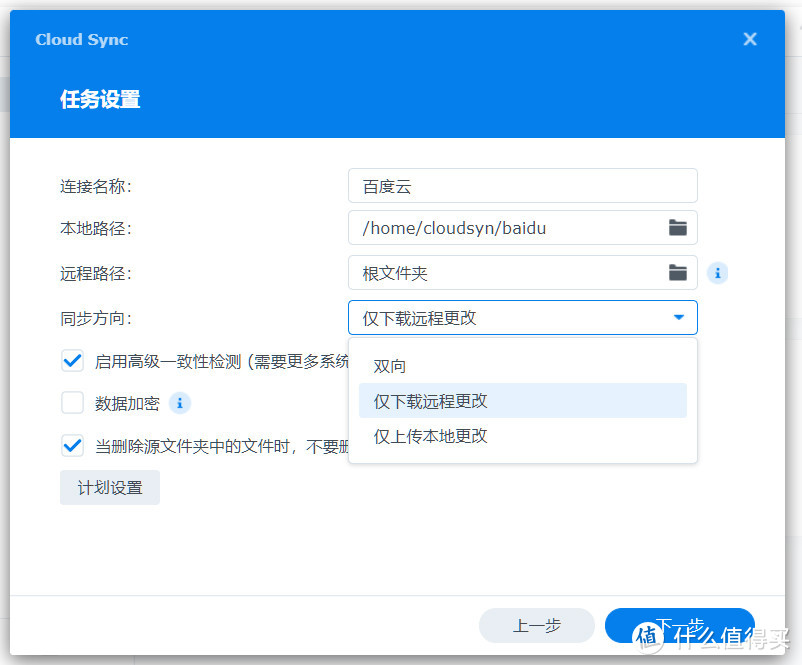 Cloud Sync
任务设置
连接名称：
百度云
本地路径：
/home/cloudsyn/baidu
远程路径：
根文件夹
同步方向：
仅下载远程更改
双向
仅下载远程更改
仅上传本地更改
启用高级一致性检测 (需要更多系统
数据加密
当删除源文件夹中的文件时，不要删
计划设置
上一步
下一步
值 什么值得买